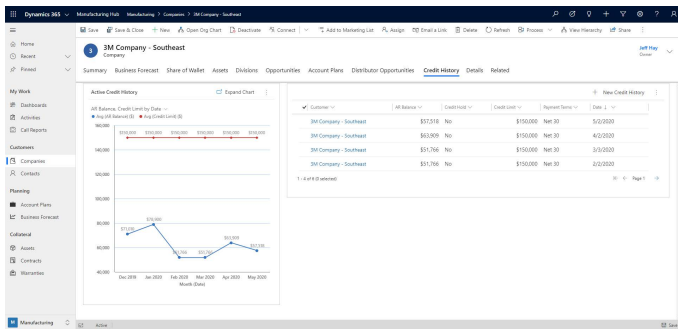 Dynamics 365 Manufacturing Hub Manufacturing > Companies > 3M Company - Southeast
Save Save & Close New Open Org Chart Deactivate Connect Add to Marketing List Assign Email a Link Delete Refresh Process View Hierarchy Share
3 3M Company - Southeast
Company
Jeff Hay
Owner
Summary Business Forecast Share of Wallet Assets Divisions Opportunities Account Plans Distributor Opportunities Credit History Details Related
Home
Recent
Pinned
My Work
Dashboards
Activities
Call Reports
Customers
Companies
Contacts
Planning
Account Plans
Business Forecast
Collateral
Assets
Contracts
Warranties
M Manufacturing
Active Credit History Expand Chart
AR Balance, Credit Limit by Date
Avg (AR Balance) ($) Avg (Credit Limit) ($)
160,000
$150,000 $150,000 $150,000 $150,000 $150,000 $150,000
140,000
120,000
100,000
80,000
$78,906
$63,909
$57,518
$51,766 $51,766
60,000
40,000
Dec 2019 Jan 2020 Feb 2020 Mar 2020 Apr 2020 May 2020
Month (Date)
New Credit History
Customer AR Balance Credit Hold Credit Limit Payment Terms Date
3M Company - Southeast $57,518 No $150,000 Net 30 5/2/2020
3M Company - Southeast $63,909 No $150,000 Net 30 4/2/2020
3M Company - Southeast $51,766 No $150,000 Net 30 3/3/2020
3M Company - Southeast $51,766 No $150,000 Net 30 2/2/2020
Page 1
Active
Save